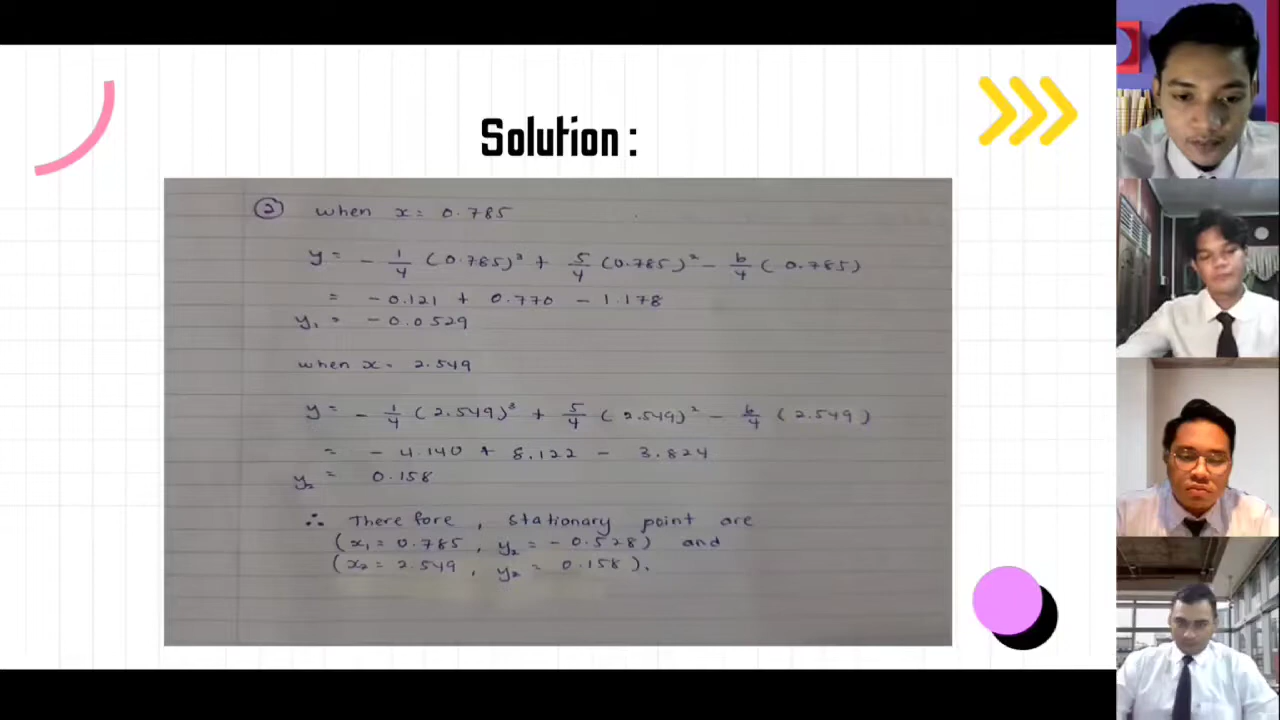 Solution :
② when x = 0.785
y = - 1/4 (0.785)³ + 5/4 (0.785)² - 6/4 (0.785)
= - 0.121 + 0.770 - 1.178
y₁ = - 0.0529
when x = 2.549
y = - 1/4 (2.549)³ + 5/4 (2.549)² - 6/4 (2.549)
= - 4.140 + 8.122 - 3.824
y₂ = 0.158
∴ Therefore, stationary point are
(x₁ = 0.785, y₂ = - 0.528) and
(x₂ = 2.549, y₂ = 0.158).